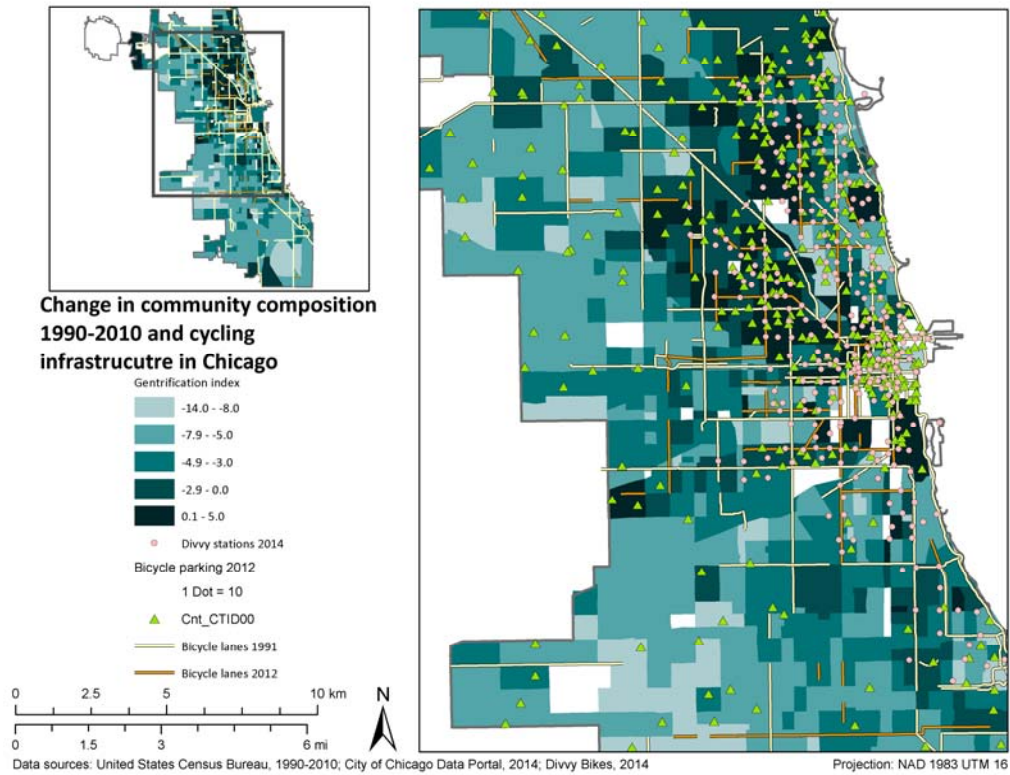 Change in community composition
1990-2010 and cycling
infrastrucutre in Chicago
Gentrification index
-14.0 - -8.0
-7.9 - -5.0
-4.9 - -3.0
-2.9 - 0.0
0.1 - 5.0
Divvy stations 2014
Bicycle parking 2012
1 Dot = 10
Cnt_CTID00
Bicycle lanes 1991
Bicycle lanes 2012
0 2.5 5 10 km
N
0 1.5 3 6 mi
Data sources: United States Census Bureau, 1990-2010; City of Chicago Data Portal, 2014; Divvy Bikes, 2014 Projection: NAD 1983 UTM 16